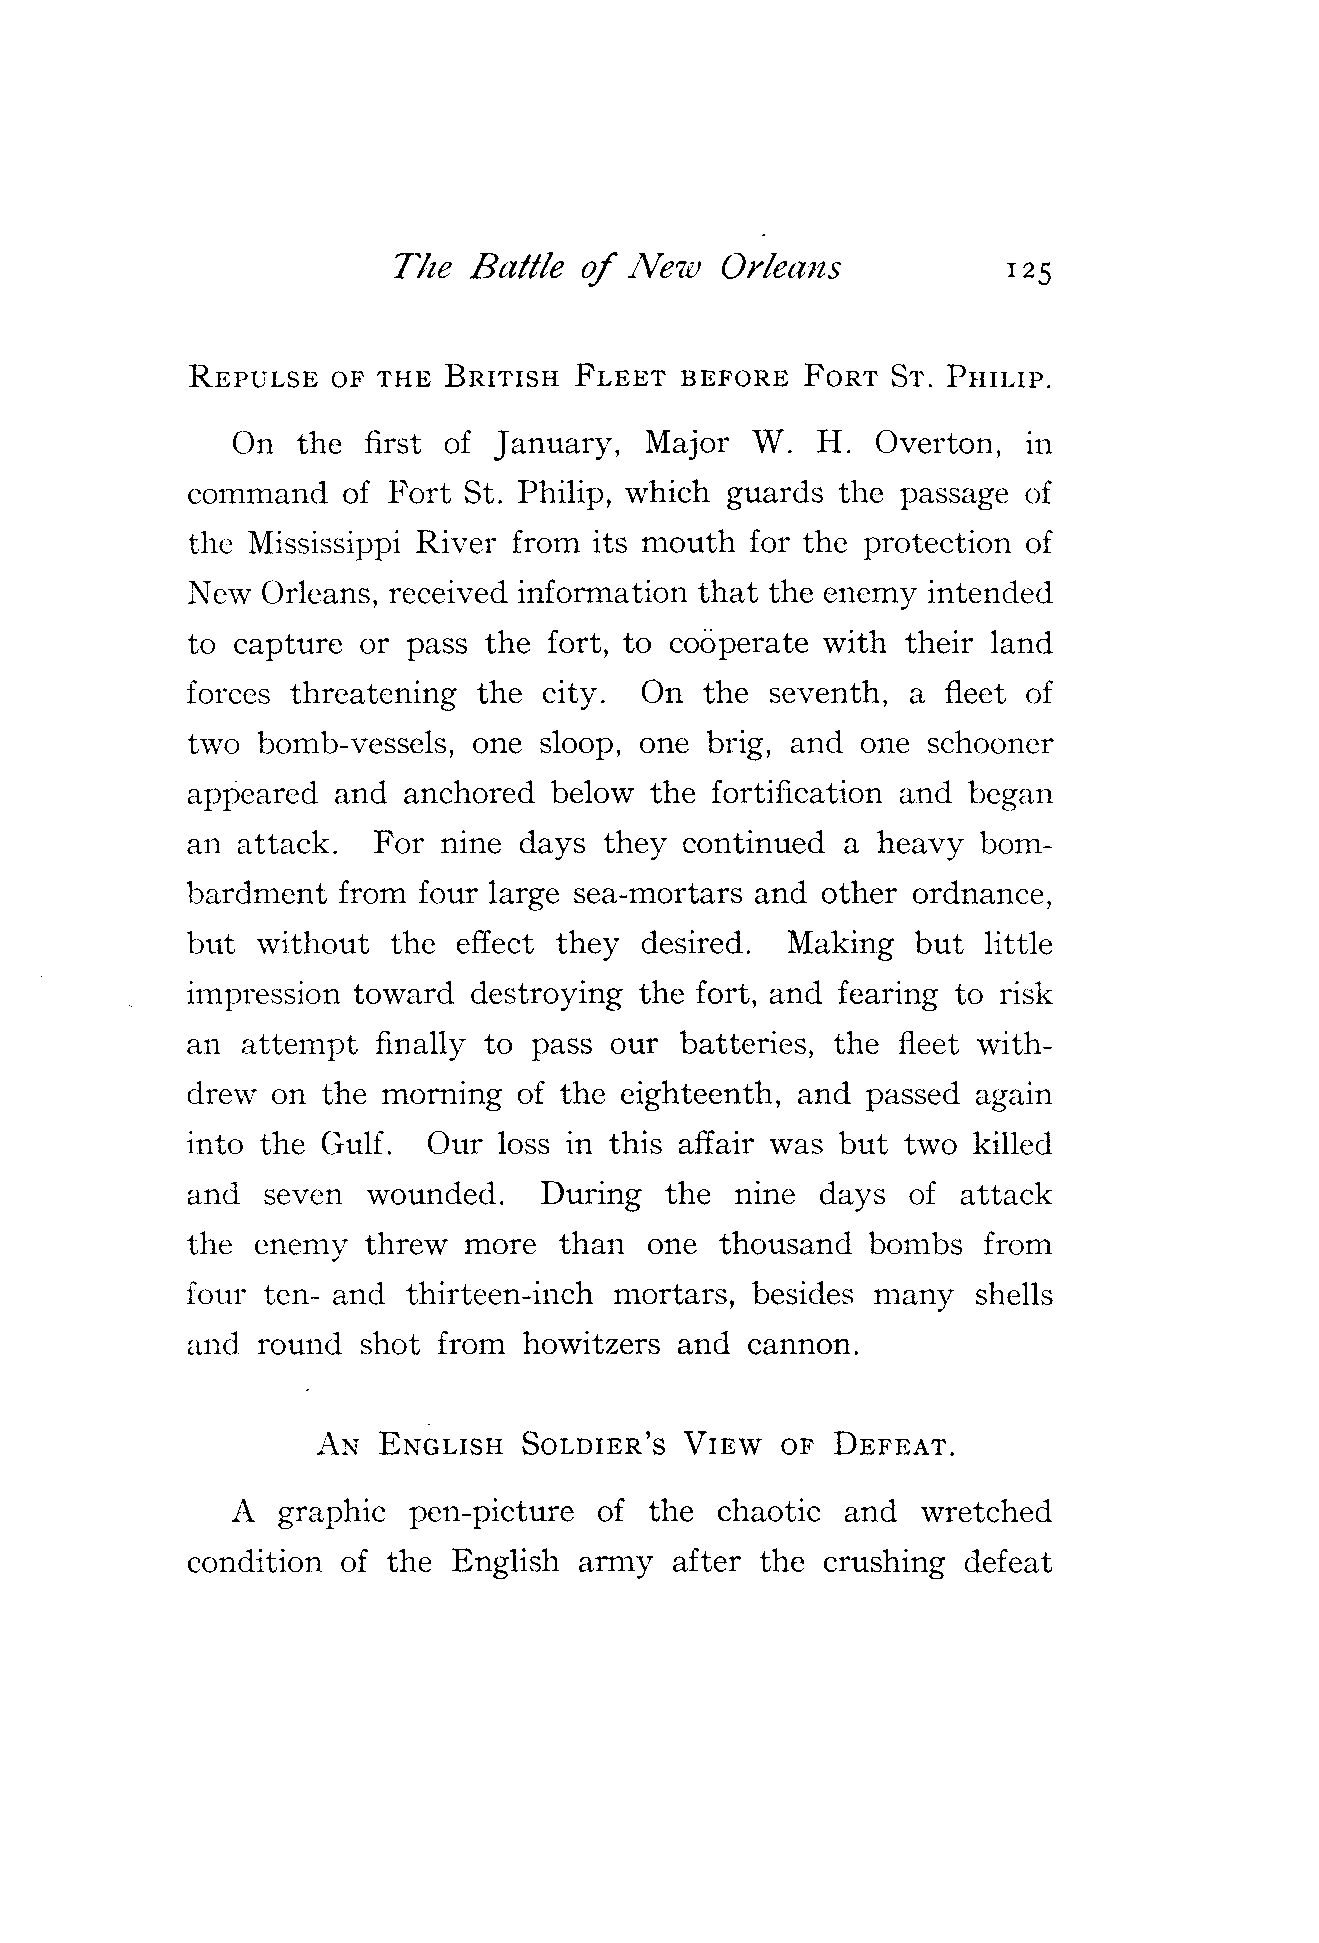 The Battle of New Orleans 125
REPULSE OF THE BRITISH FLEET BEFORE FORT ST. PHILIP.
On the first of January, Major W. H. Overton, in
command of Fort St. Philip, which guards the passage of
the Mississippi River from its mouth for the protection of
New Orleans, received information that the enemy intended
to capture or pass the fort, to coöperate with their land
forces threatening the city. On the seventh, a fleet of
two bomb-vessels, one sloop, one brig, and one schooner
appeared and anchored below the fortification and began
an attack. For nine days they continued a heavy bom-
bardment from four large sea-mortars and other ordnance,
but without the effect they desired. Making but little
impression toward destroying the fort, and fearing to risk
an attempt finally to pass our batteries, the fleet with-
drew on the morning of the eighteenth, and passed again
into the Gulf. Our loss in this affair was but two killed
and seven wounded. During the nine days of attack
the enemy threw more than one thousand bombs from
four ten- and thirteen-inch mortars, besides many shells
and round shot from howitzers and cannon.
AN ENGLISH SOLDIER'S VIEW OF DEFEAT.
A graphic pen-picture of the chaotic and wretched
condition of the English army after the crushing defeat